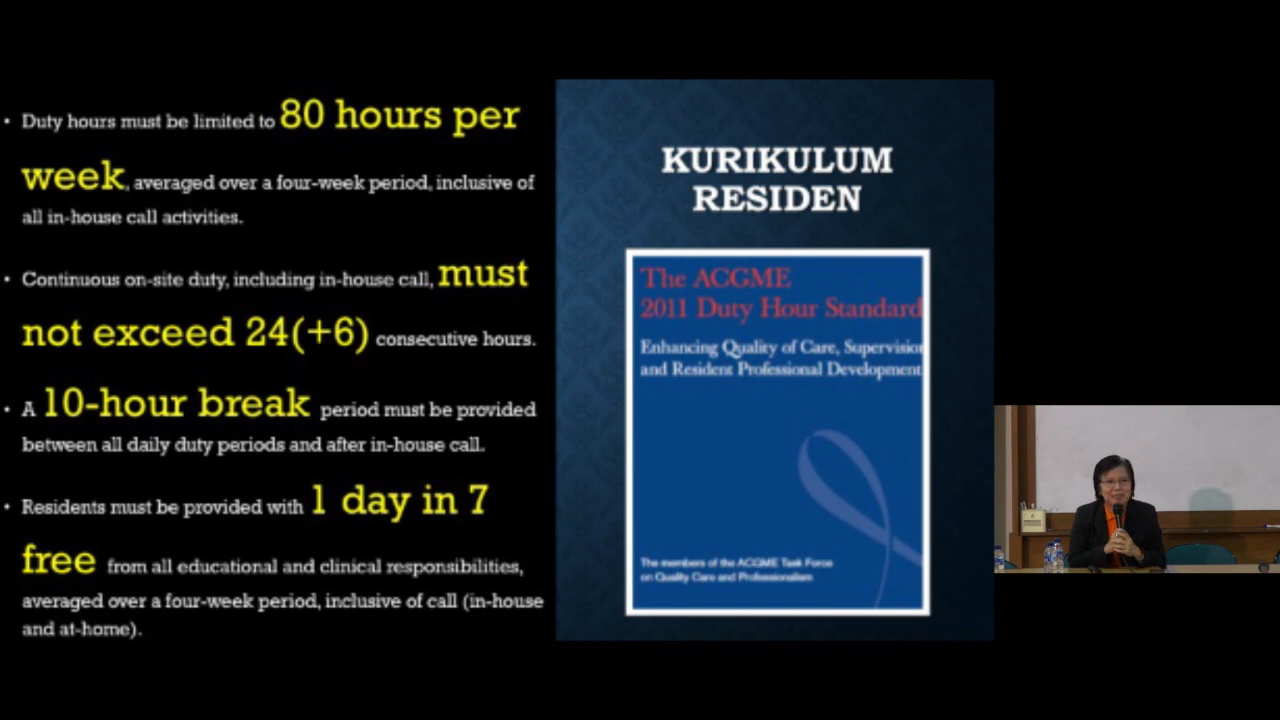 • Duty hours must be limited to 80 hours per
week, averaged over a four-week period, inclusive of
all in-house call activities.
• Continuous on-site duty, including in-house call, must
not exceed 24(+6) consecutive hours.
• A 10-hour break period must be provided
between all daily duty periods and after in-house call.
• Residents must be provided with 1 day in 7
free from all educational and clinical responsibilities,
averaged over a four-week period, inclusive of call (in-house
and at-home).
KURIKULUM
RESIDEN
The ACGME
2011 Duty Hour Standard
Enhancing Quality of Care, Supervision
and Resident Professional Development
The members of the ACGME Task Force
on Quality Care and Professionalism